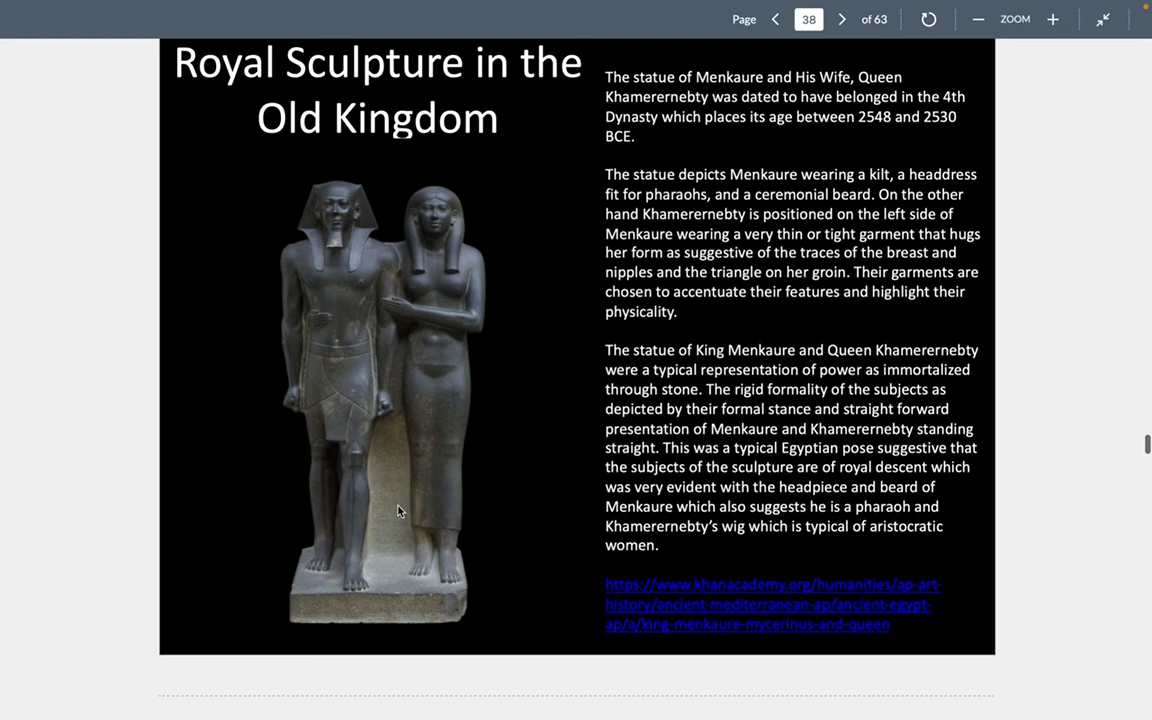 Page 38 of 63 ZOOM
Royal Sculpture in the
Old Kingdom
The statue of Menkaure and His Wife, Queen
Khamerernebty was dated to have belonged in the 4th
Dynasty which places its age between 2548 and 2530
BCE.
The statue depicts Menkaure wearing a kilt, a headdress
fit for pharaohs, and a ceremonial beard. On the other
hand Khamerernebty is positioned on the left side of
Menkaure wearing a very thin or tight garment that hugs
her form as suggestive of the traces of the breast and
nipples and the triangle on her groin. Their garments are
chosen to accentuate their features and highlight their
physicality.
The statue of King Menkaure and Queen Khamerernebty
were a typical representation of power as immortalized
through stone. The rigid formality of the subjects as
depicted by their formal stance and straight forward
presentation of Menkaure and Khamerernebty standing
straight. This was a typical Egyptian pose suggestive that
the subjects of the sculpture are of royal descent which
was very evident with the headpiece and beard of
Menkaure which also suggests he is a pharaoh and
Khamerernebty’s wig which is typical of aristocratic
women.
https://www.khanacademy.org/humanities/ap-art-
history/ancient-mediterranean-ap/ancient-egypt-
ap/a/king-menkaure-mycerinus-and-queen